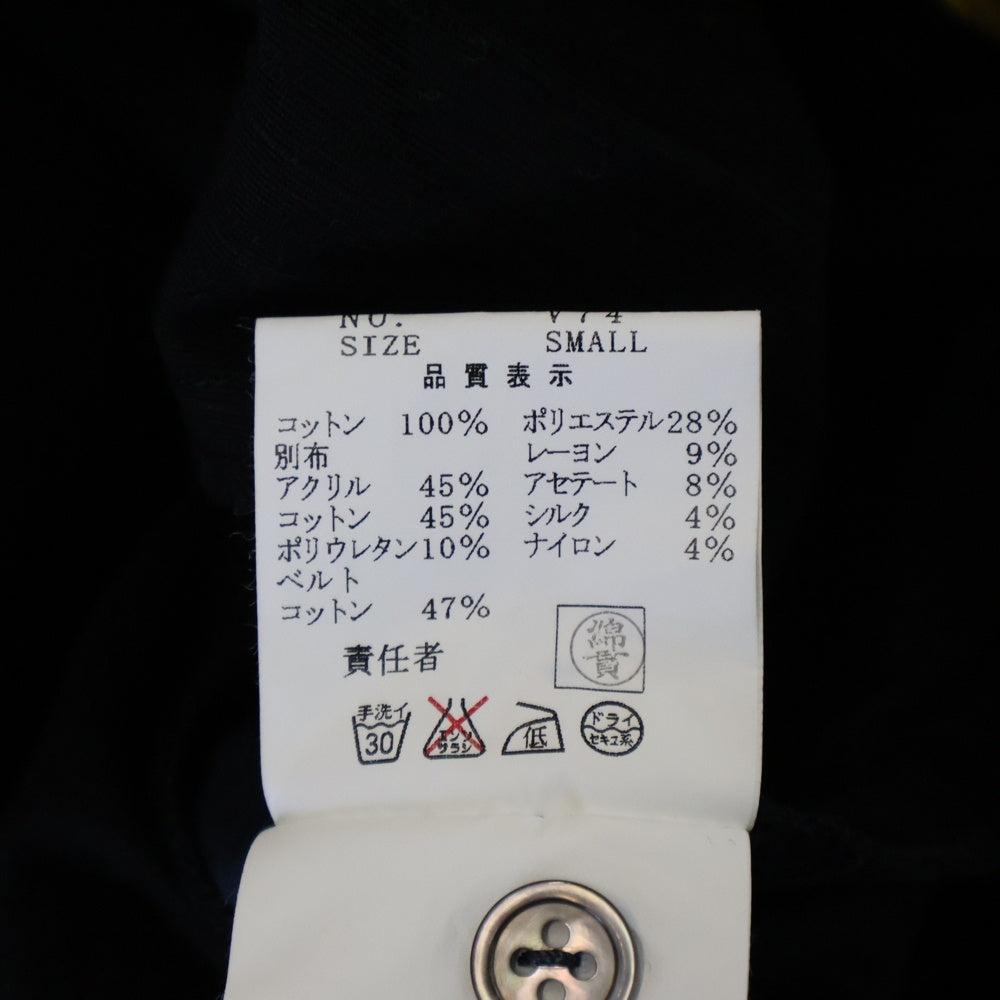 NO. V74
SIZE SMALL
品質表示
コットン 100%
別布
アクリル 45%
コットン 45%
ポリウレタン 10%
ベルト
コットン 47%
ポリエステル 28%
レーヨン 9%
アセテート 8%
シルク 4%
ナイロン 4%
責任者
綿貫
手洗イ
30
エンソ
サラシ
低
ドライ
セキユ系